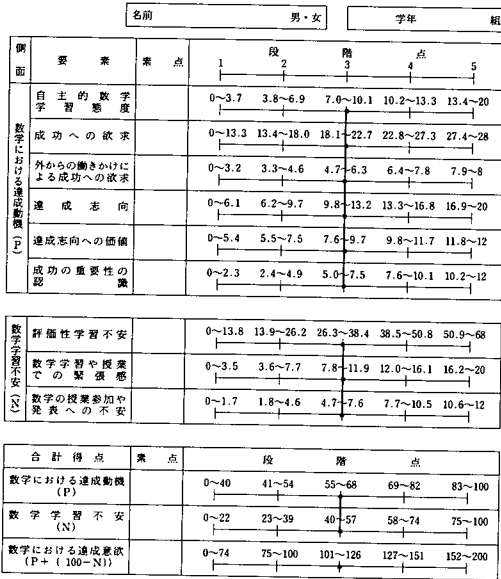 名前 男・女
学年 組
側面 要素 素点 段階点
1 2 3 4 5
数学における達成動機(P)
自主的数学学習態度 0～3.7 3.8～6.9 7.0～10.1 10.2～13.3 13.4～20
成功への欲求 0～13.3 13.4～18.0 18.1～22.7 22.8～27.3 27.4～28
外からの働きかけによる成功への欲求 0～3.2 3.3～4.6 4.7～6.3 6.4～7.8 7.9～8
達成志向 0～6.1 6.2～9.7 9.8～13.2 13.3～16.8 16.9～20
達成志向への価値 0～5.4 5.5～7.5 7.6～9.7 9.8～11.7 11.8～12
成功の重要性の認識 0～2.3 2.4～4.9 5.0～7.5 7.6～10.1 10.2～12
数学学習不安(N)
評価性学習不安 0～13.8 13.9～26.2 26.3～38.4 38.5～50.8 50.9～68
数学学習や授業での緊張感 0～3.5 3.6～7.7 7.8～11.9 12.0～16.1 16.2～20
数学の授業参加や発表への不安 0～1.7 1.8～4.6 4.7～7.6 7.7～10.5 10.6～12
合計得点 素点 段階点
数学における達成動機(P) 0～40 41～54 55～68 69～82 83～100
数学学習不安(N) 0～22 23～39 40～57 58～74 75～100
数学における達成意欲(P+(100-N)) 0～74 75～100 101～126 127～151 152～200